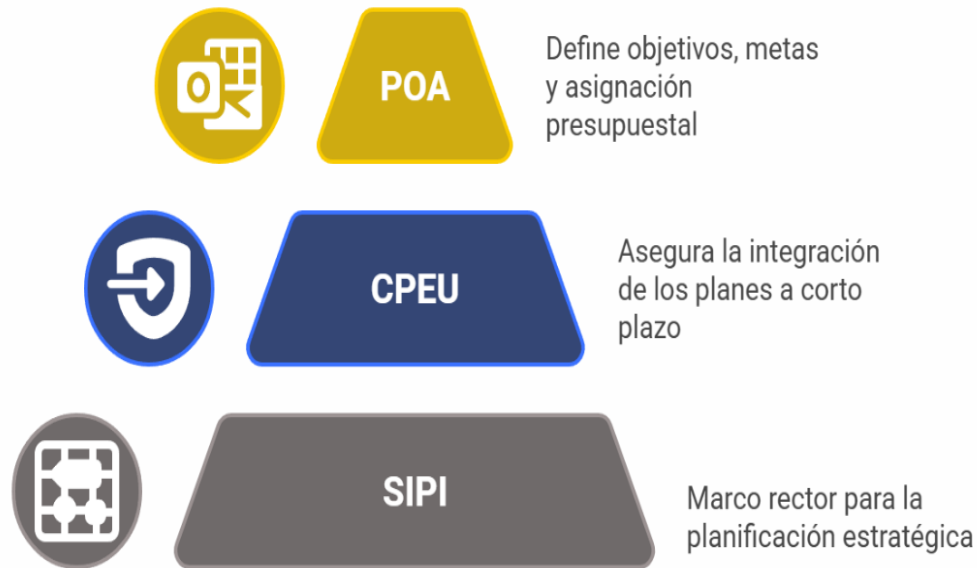 POA
Define objetivos, metas
y asignación
presupuestal
CPEU
Asegura la integración
de los planes a corto
plazo
SIPI
Marco rector para la
planificación estratégica